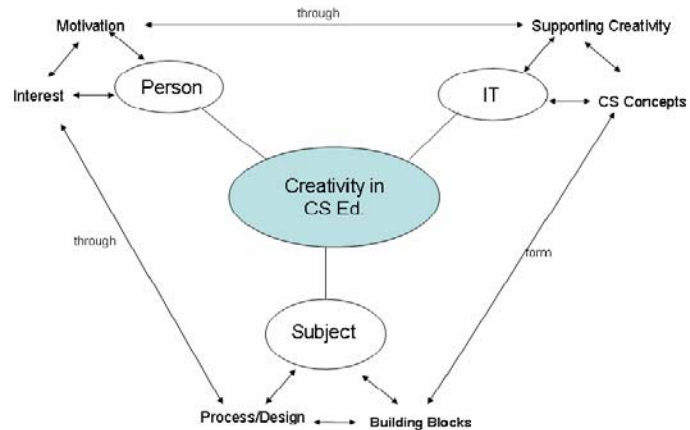 through
Motivation
Supporting Creativity
Person
IT
Interest
CS Concepts
Creativity in
CS Ed.
through
form
Subject
Process/Design
Building Blocks